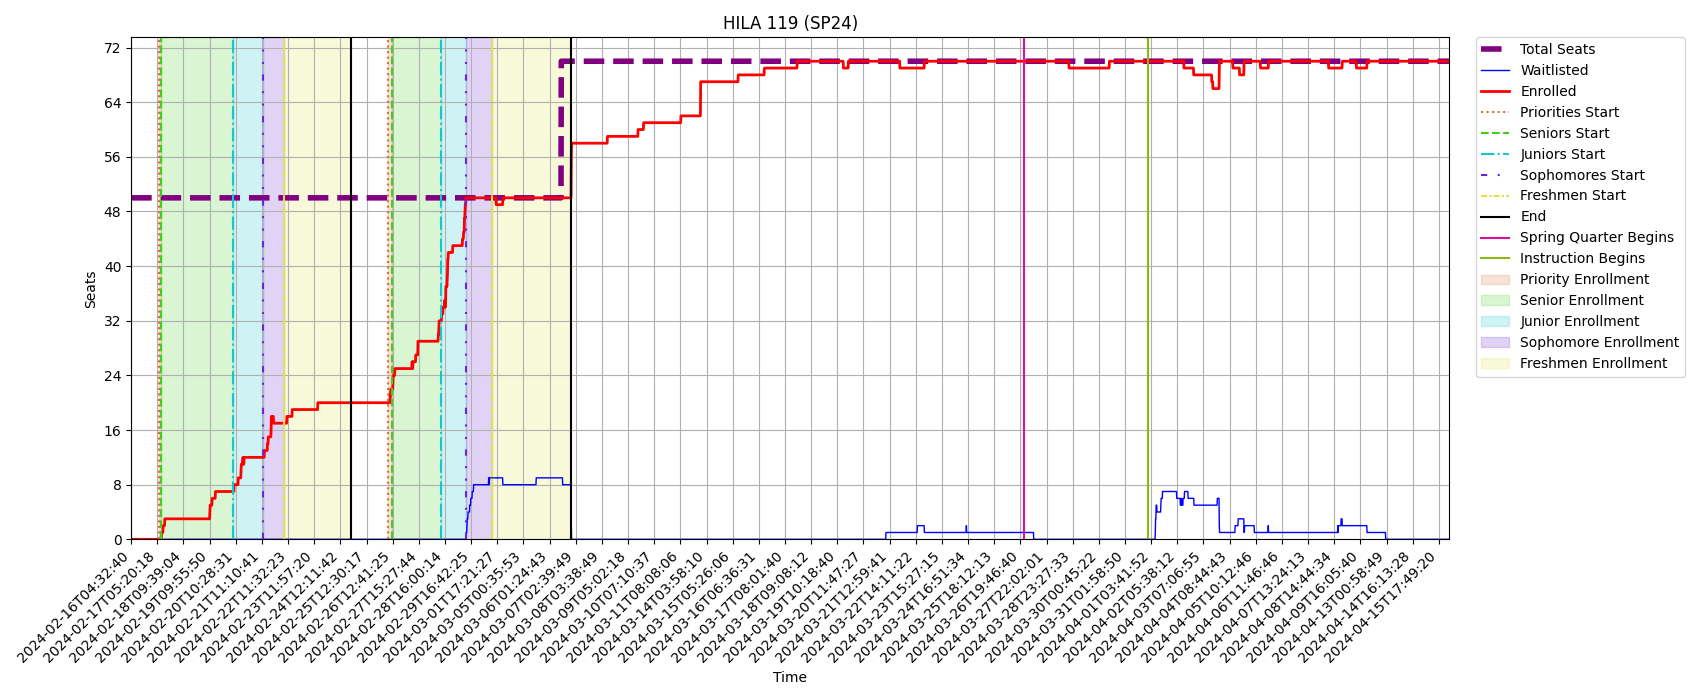 HILA 119 (SP24)
72
64
56
48
40
32
24
16
8
0
Seats
2024-02-16T04:32:40
2024-02-17T05:20:18
2024-02-18T09:39:04
2024-02-19T09:55:50
2024-02-20T10:28:31
2024-02-21T11:10:41
2024-02-22T11:32:23
2024-02-23T11:57:20
2024-02-24T12:11:42
2024-02-25T12:30:17
2024-02-26T12:41:25
2024-02-27T15:27:44
2024-02-28T16:00:14
2024-02-29T16:42:25
2024-03-01T17:21:27
2024-03-05T00:35:53
2024-03-06T01:24:43
2024-03-07T02:39:49
2024-03-08T03:38:49
2024-03-09T05:02:18
2024-03-10T07:10:37
2024-03-11T08:08:06
2024-03-14T03:58:10
2024-03-15T05:26:06
2024-03-16T06:36:31
2024-03-17T08:01:40
2024-03-18T09:08:12
2024-03-19T10:18:40
2024-03-20T11:47:27
2024-03-21T12:59:41
2024-03-22T14:11:22
2024-03-23T15:27:15
2024-03-24T16:51:34
2024-03-25T18:12:13
2024-03-26T19:46:40
2024-03-27T22:02:01
2024-03-28T23:27:33
2024-03-30T00:45:22
2024-03-31T01:58:50
2024-04-01T03:41:52
2024-04-02T05:38:12
2024-04-03T07:06:55
2024-04-04T08:44:43
2024-04-05T10:12:46
2024-04-06T11:46:46
2024-04-07T13:24:13
2024-04-08T14:44:34
2024-04-09T16:05:40
2024-04-13T00:58:49
2024-04-14T16:13:28
2024-04-15T17:49:20
Time
Total Seats
Waitlisted
Enrolled
Priorities Start
Seniors Start
Juniors Start
Sophomores Start
Freshmen Start
End
Spring Quarter Begins
Instruction Begins
Priority Enrollment
Senior Enrollment
Junior Enrollment
Sophomore Enrollment
Freshmen Enrollment